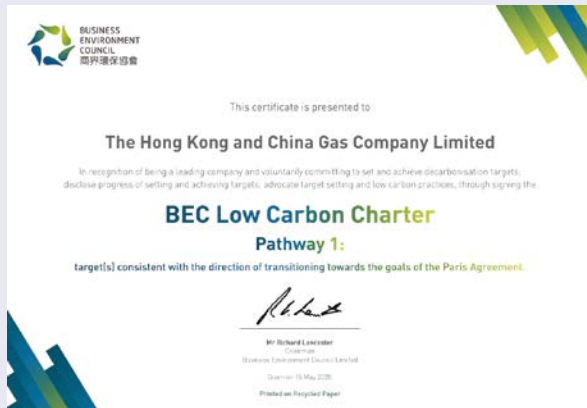 BUSINESS
ENVIRONMENT
COUNCIL
商界環保協會
This certificate is presented to
The Hong Kong and China Gas Company Limited
In recognition of being a leading company and voluntarily committing to set and achieve decarbonisation targets,
disclose progress of setting and achieving targets, advocate target setting and low carbon practices, through signing the
BEC Low Carbon Charter
Pathway 1:
target(s) consistent with the direction of transitioning towards the goals of the Paris Agreement.
Mr Richard Lancaster
Chairman
Business Environment Council Limited
15 May 2020
Printed on Recycled Paper